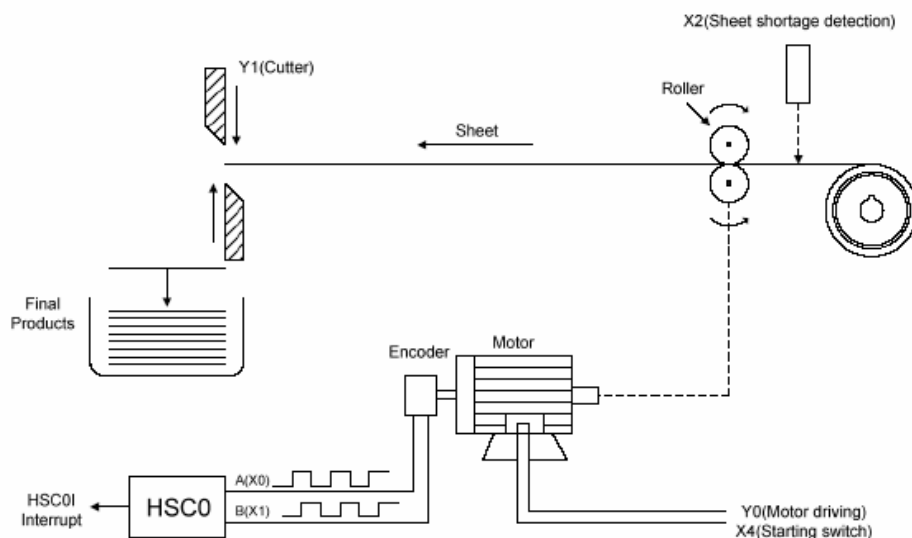 X2(Sheet shortage detection)
Y1(Cutter)
Roller
Sheet
Final
Products
Encoder
Motor
A(X0)
HSC0I
Interrupt
HSC0
B(X1)
Y0(Motor driving)
X4(Starting switch)